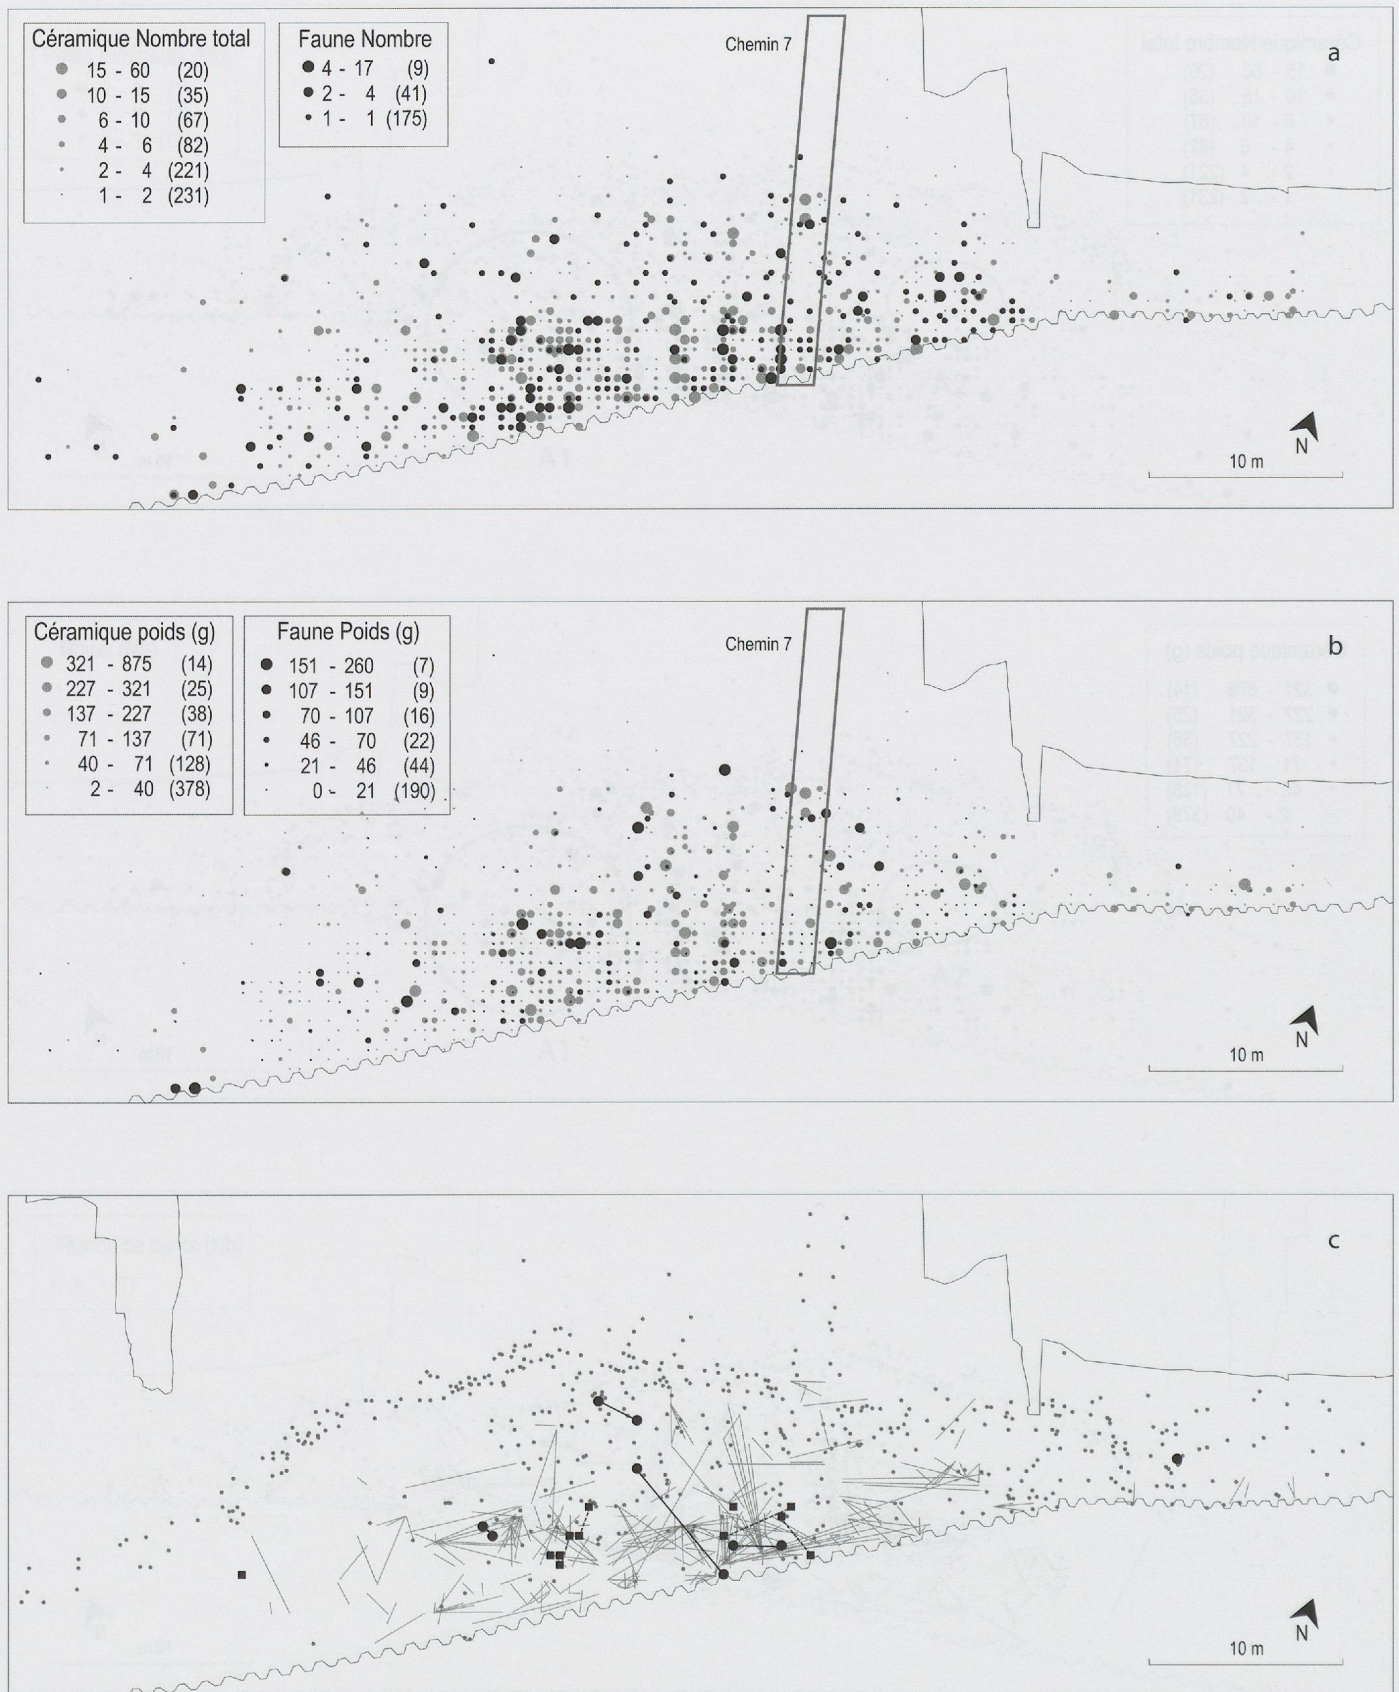 Céramique Nombre total
15 - 60 (20)
10 - 15 (35)
6 - 10 (67)
4 - 6 (82)
2 - 4 (221)
1 - 2 (231)
Faune Nombre
4 - 17 (9)
2 - 4 (41)
1 - 1 (175)
Chemin 7
a
N
10 m
Céramique poids (g)
321 - 875 (14)
227 - 321 (25)
137 - 227 (38)
71 - 137 (71)
40 - 71 (128)
2 - 40 (378)
Faune Poids (g)
151 - 260 (7)
107 - 151 (9)
70 - 107 (16)
46 - 70 (22)
21 - 46 (44)
0 - 21 (190)
Chemin 7
b
N
10 m
c
N
10 m